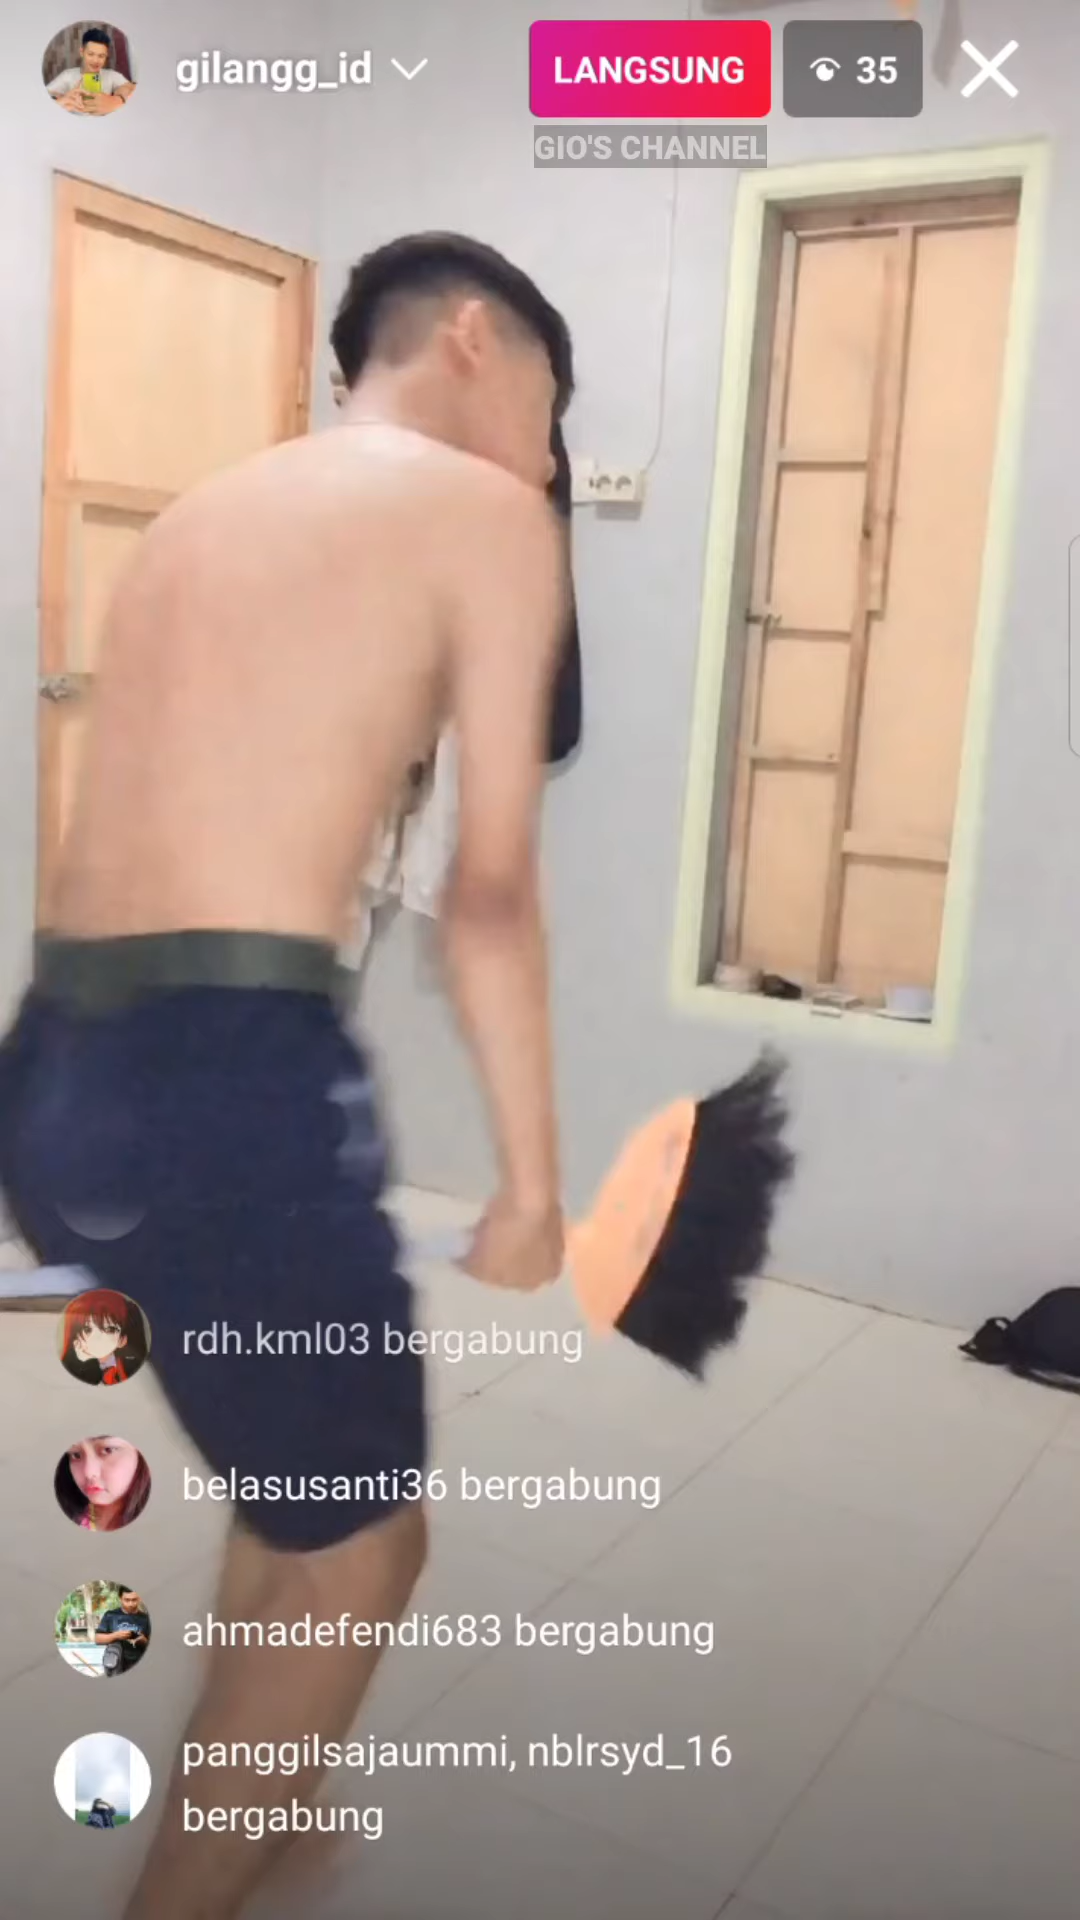 gilangg_id
LANGSUNG
35
GIO'S CHANNEL
rdh.kml03 bergabung
belasusanti36 bergabung
ahmadefendi683 bergabung
panggilsajaummi, nblrsyd_16
bergabung